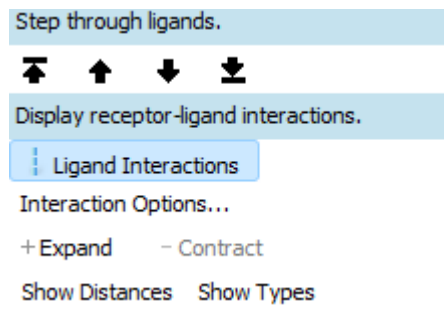 Step through ligands.
Display receptor-ligand interactions.
Ligand Interactions
Interaction Options...
+ Expand - Contract
Show Distances Show Types